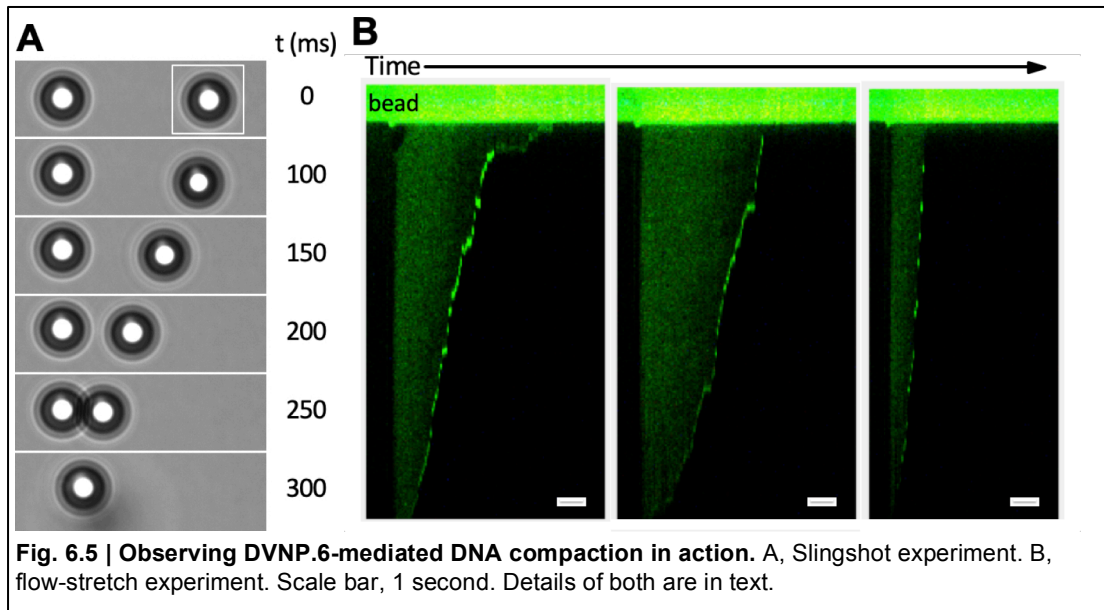 A
t (ms)
B
Time
0
bead
100
150
200
250
300
Fig. 6.5 | Observing DVNP.6-mediated DNA compaction in action. A, Slingshot experiment. B,
flow-stretch experiment. Scale bar, 1 second. Details of both are in text.